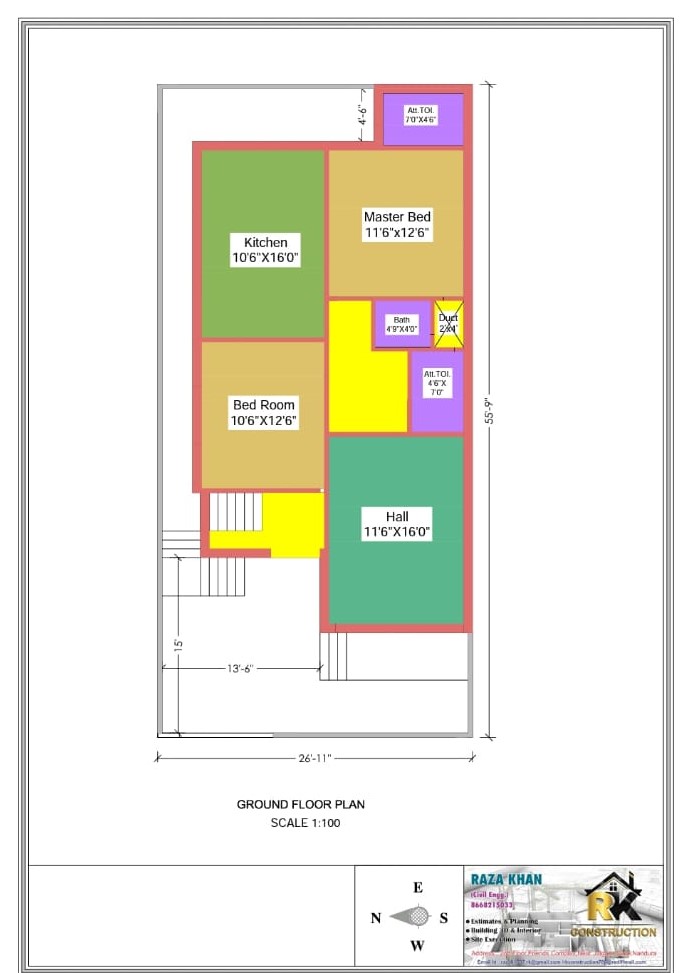 Att.TOI.
7'0"X4'6"
4'-6"
Master Bed
11'6"x12'6"
Kitchen
10'6"X16'0"
Bath
4'9"X4'0"
Duct
2'x4'
Att.TOI.
4'6"X
7'0"
Bed Room
10'6"X12'6"
55'-9"
Hall
11'6"X16'0"
15'
13'-6"
26'-11"
GROUND FLOOR PLAN
SCALE 1:100
E
N S
W
RAZA KHAN
(Civil Engg.)
8668215033
Estimates & Planning
Building 3D & Interior
Site Execution
RK
CONSTRUCTION
Friends Complex